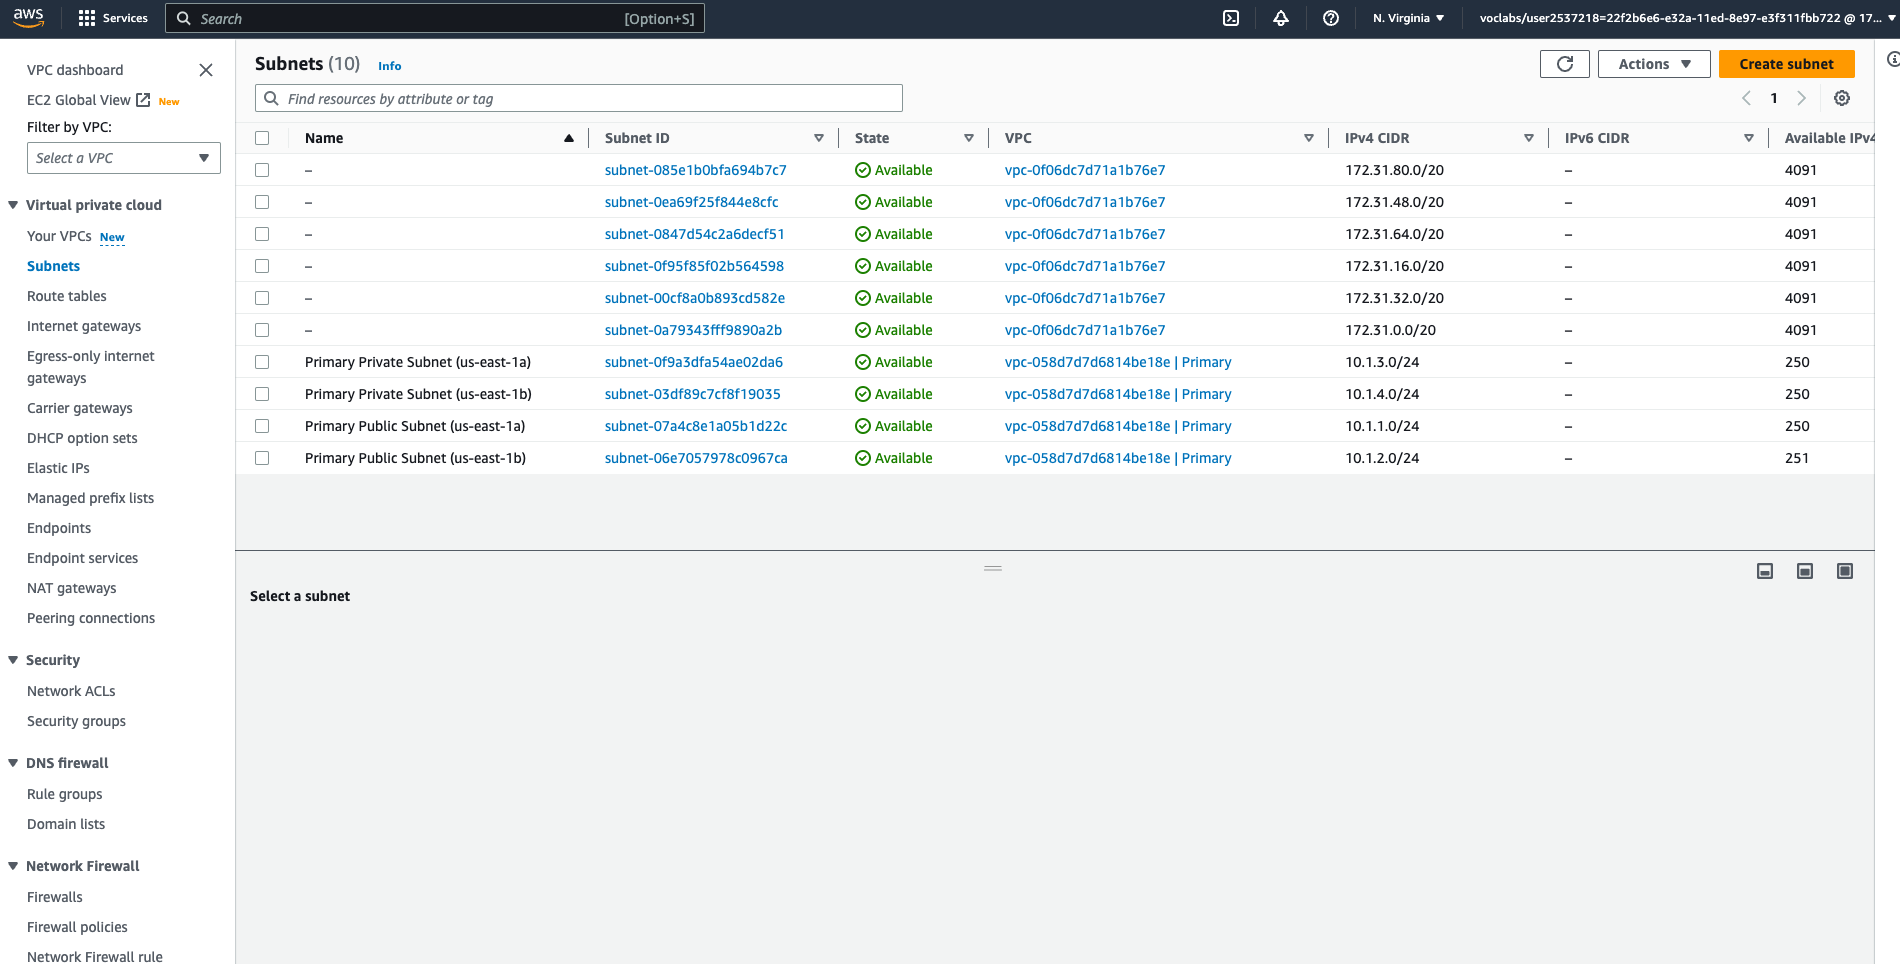 aws Services Search [Option+S] N. Virginia voclabs/user2537218=22f2b6e6-e32a-11ed-8e97-e3f311fbb722 @ 17...
VPC dashboard
EC2 Global View New
Filter by VPC:
Select a VPC
Virtual private cloud
Your VPCs New
Subnets
Route tables
Internet gateways
Egress-only internet
gateways
Carrier gateways
DHCP option sets
Elastic IPs
Managed prefix lists
Endpoints
Endpoint services
NAT gateways
Peering connections
Security
Network ACLs
Security groups
DNS firewall
Rule groups
Domain lists
Network Firewall
Firewalls
Firewall policies
Network Firewall rule
Subnets (10) Info Actions Create subnet
Find resources by attribute or tag 1
Name Subnet ID State VPC IPv4 CIDR IPv6 CIDR Available IPv4
– subnet-085e1b0bfa694b7c7 Available vpc-0f06dc7d71a1b76e7 172.31.80.0/20 – 4091
– subnet-0ea69f25f844e8cfc Available vpc-0f06dc7d71a1b76e7 172.31.48.0/20 – 4091
– subnet-0847d54c2a6decf51 Available vpc-0f06dc7d71a1b76e7 172.31.64.0/20 – 4091
– subnet-0f95f85f02b564598 Available vpc-0f06dc7d71a1b76e7 172.31.16.0/20 – 4091
– subnet-00cf8a0b893cd582e Available vpc-0f06dc7d71a1b76e7 172.31.32.0/20 – 4091
– subnet-0a79343fff9890a2b Available vpc-0f06dc7d71a1b76e7 172.31.0.0/20 – 4091
Primary Private Subnet (us-east-1a) subnet-0f9a3dfa54ae02da6 Available vpc-058d7d7d6814be18e | Primary 10.1.3.0/24 – 250
Primary Private Subnet (us-east-1b) subnet-03df89c7cf8f19035 Available vpc-058d7d7d6814be18e | Primary 10.1.4.0/24 – 250
Primary Public Subnet (us-east-1a) subnet-07a4c8e1a05b1d22c Available vpc-058d7d7d6814be18e | Primary 10.1.1.0/24 – 250
Primary Public Subnet (us-east-1b) subnet-06e7057978c0967ca Available vpc-058d7d7d6814be18e | Primary 10.1.2.0/24 – 251
Select a subnet